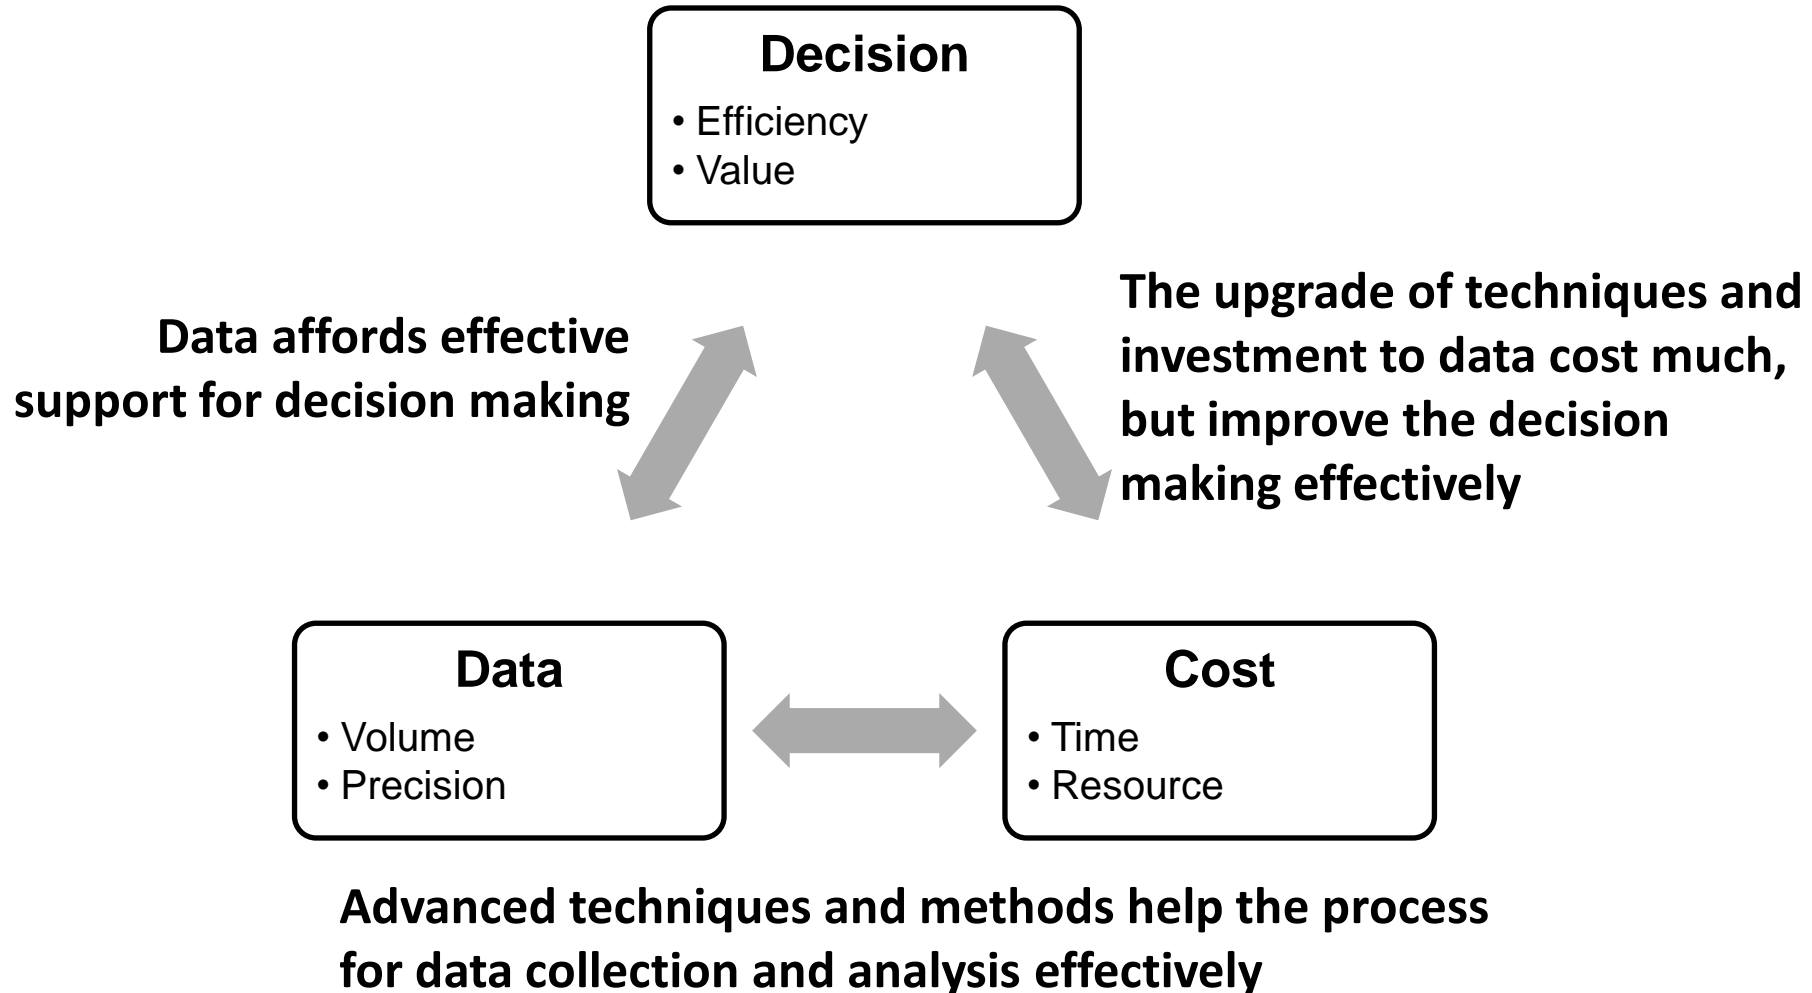 Decision
• Efficiency
• Value
Data affords effective
support for decision making
The upgrade of techniques and
investment to data cost much,
but improve the decision
making effectively
Data
• Volume
• Precision
Cost
• Time
• Resource
Advanced techniques and methods help the process
for data collection and analysis effectively